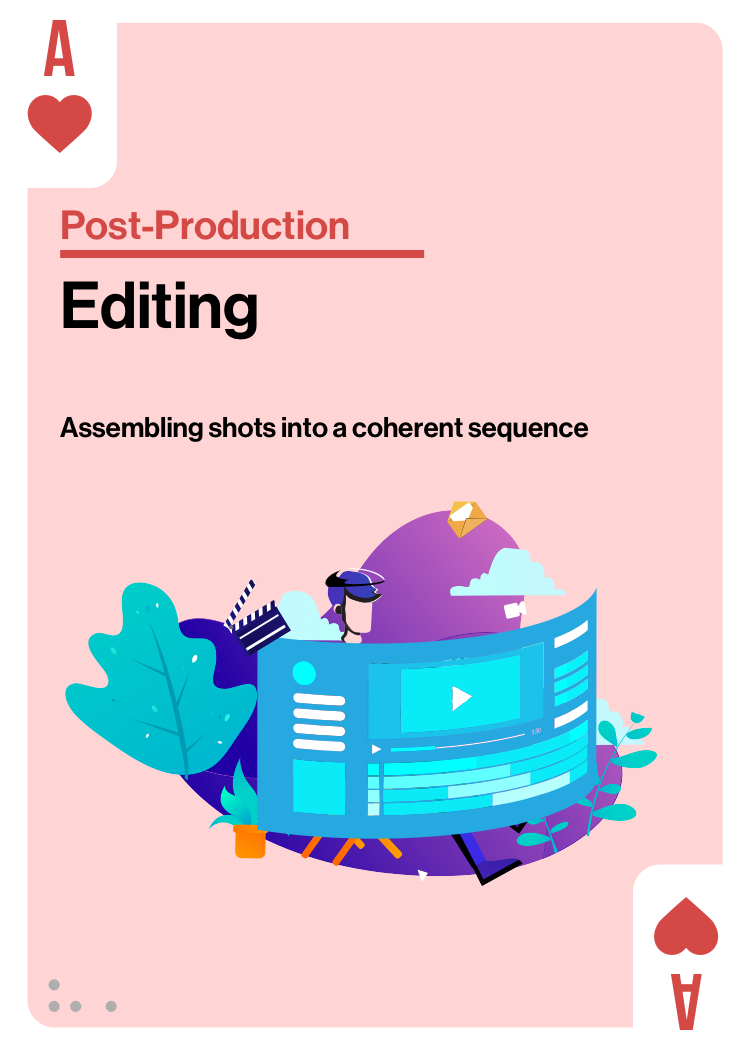 A
Post-Production
Editing
Assembling shots into a coherent sequence
A